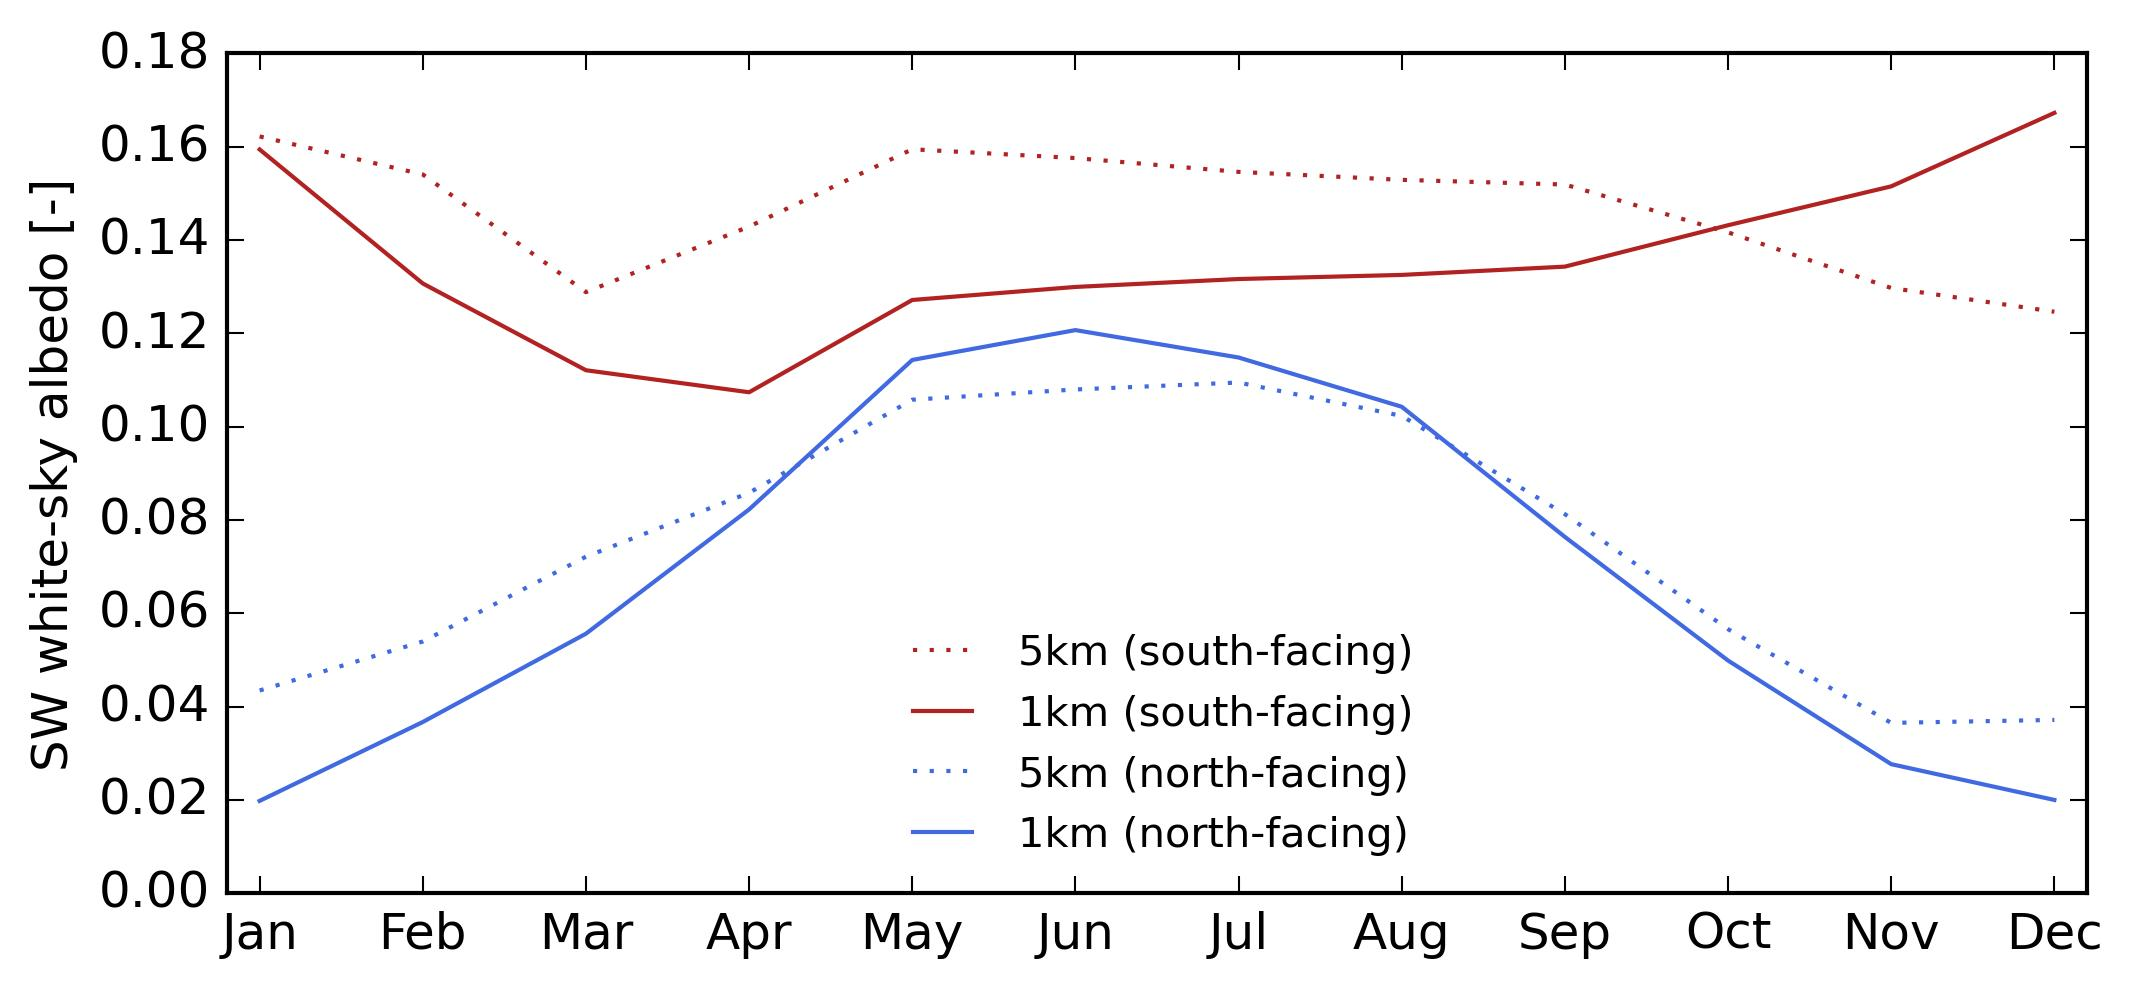 SW white-sky albedo [-]
0.18
0.16
0.14
0.12
0.10
0.08
0.06
0.04
0.02
0.00
5km (south-facing)
1km (south-facing)
5km (north-facing)
1km (north-facing)
Jan Feb Mar Apr May Jun Jul Aug Sep Oct Nov Dec